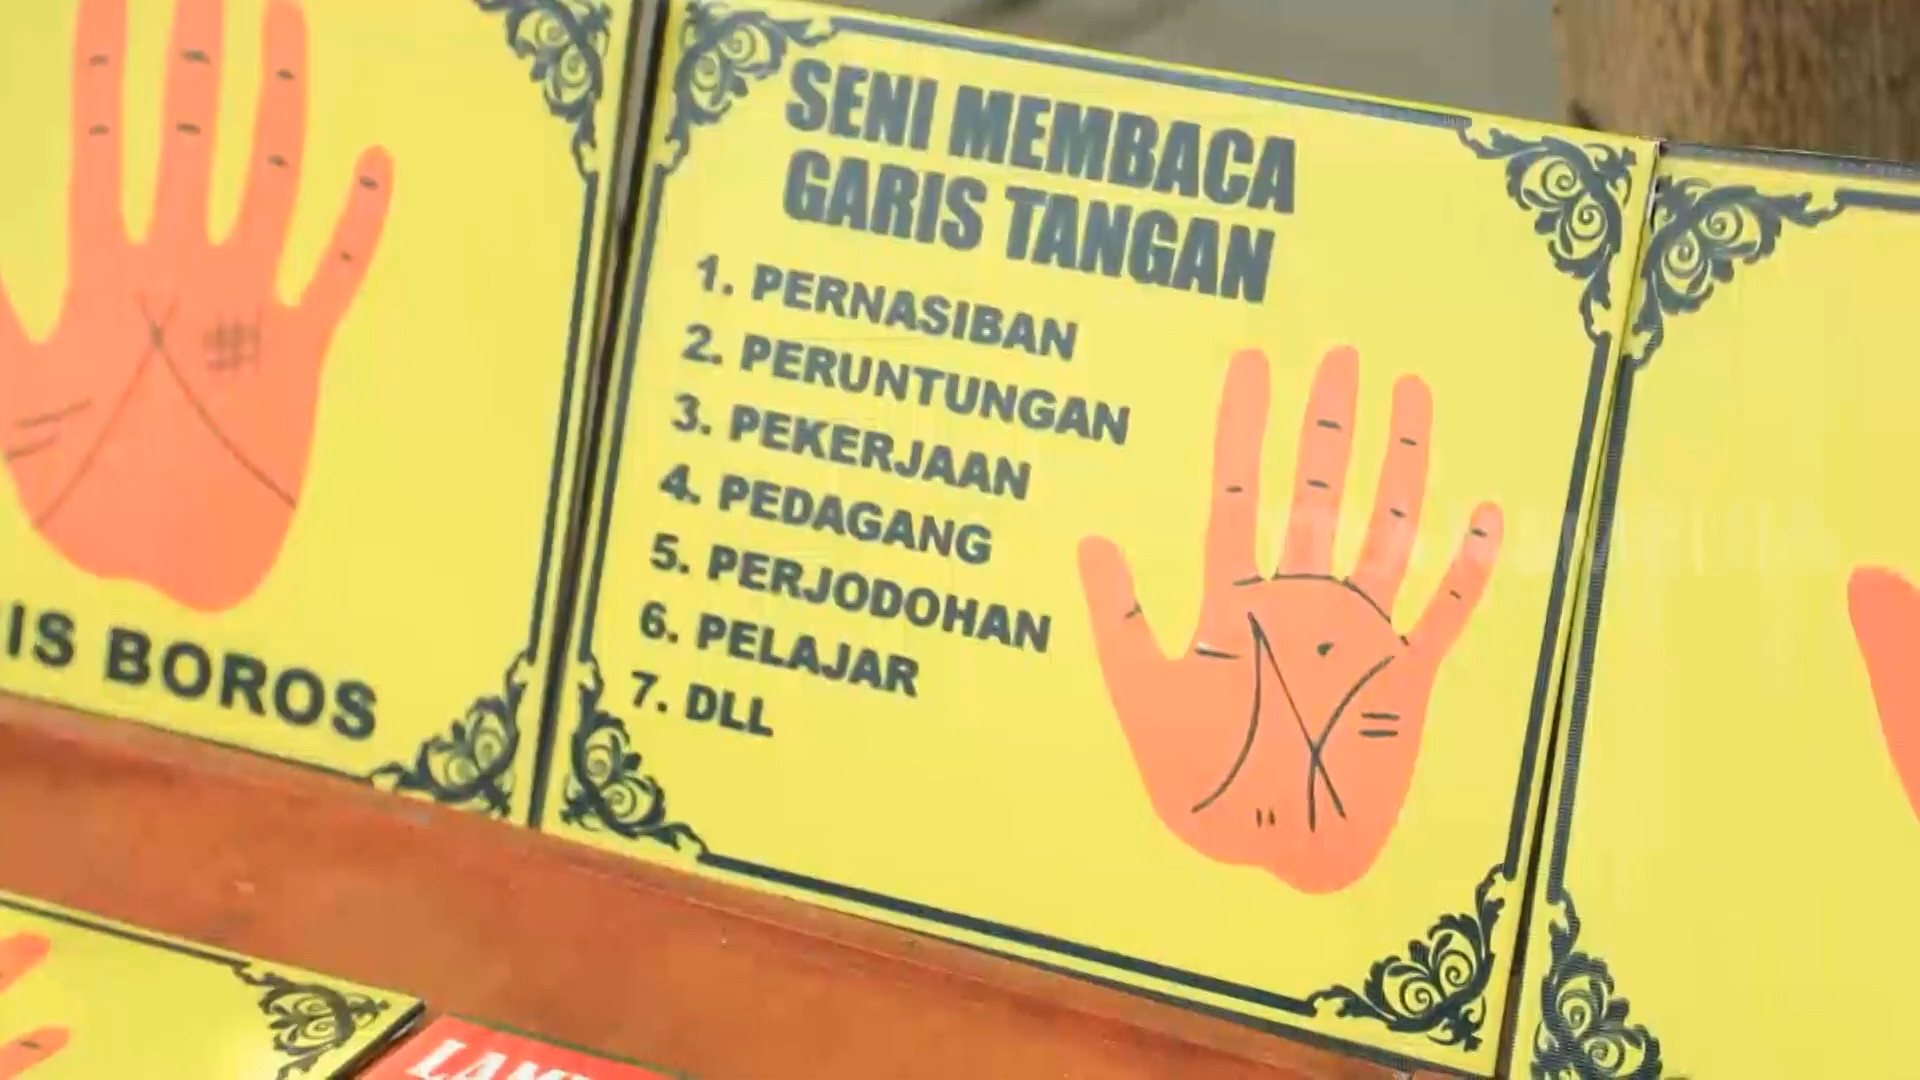 SENI MEMBACA
GARIS TANGAN
1. PERNASIBAN
2. PERUNTUNGAN
3. PEKERJAAN
4. PEDAGANG
5. PERJODOHAN
6. PELAJAR
7. DLL
BOROS